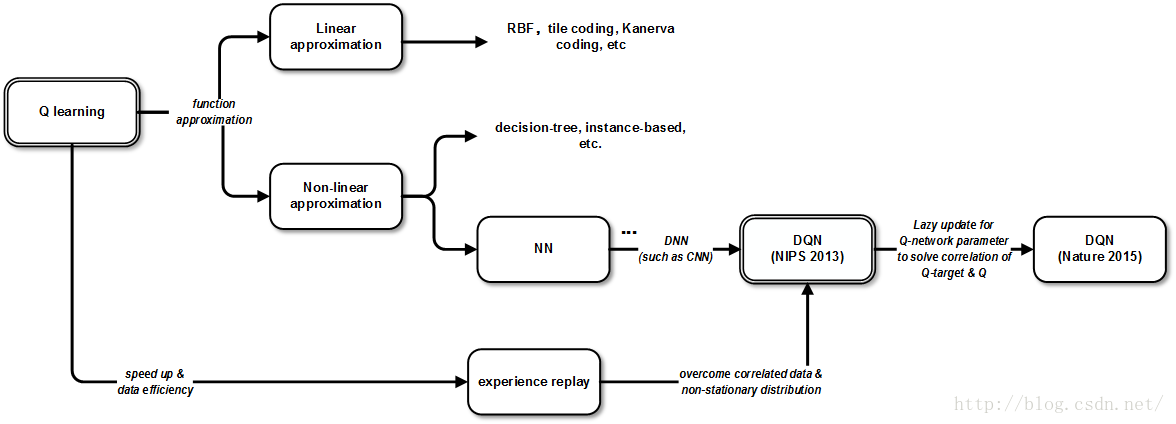 Linear
approximation
RBF，tile coding, Kanerva
coding, etc
Q learning
function
approximation
decision-tree, instance-based,
etc.
Non-linear
approximation
NN
...
DNN
(such as CNN)
DQN
(NIPS 2013)
Lazy update for
Q-network parameter
to solve correlation of
Q-target & Q
DQN
(Nature 2015)
speed up &
data efficiency
experience replay
overcome correlated data &
non-stationary distribution
http://blog.csdn.net/